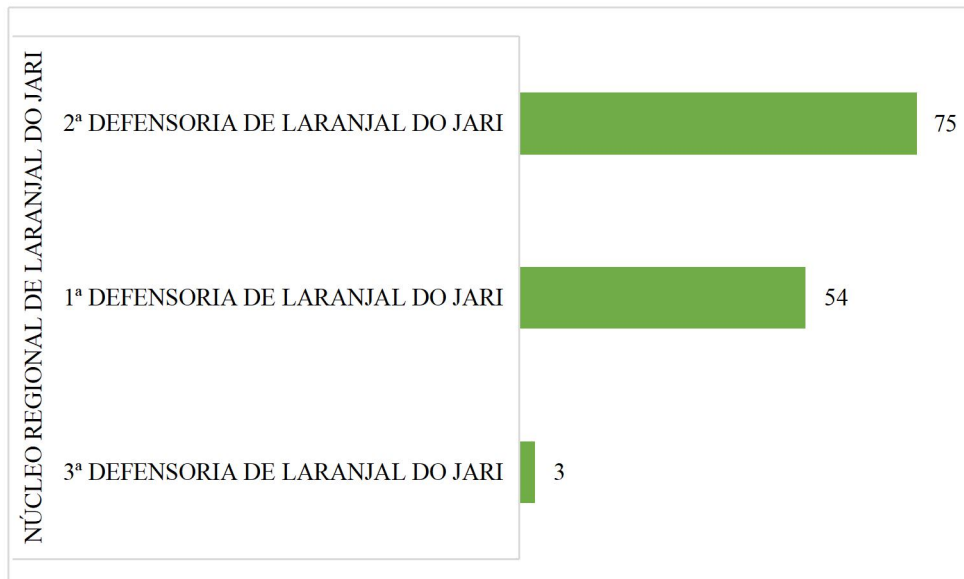 NÚCLEO REGIONAL DE LARANJAL DO JARI
2ª DEFENSORIA DE LARANJAL DO JARI 75
1ª DEFENSORIA DE LARANJAL DO JARI 54
3ª DEFENSORIA DE LARANJAL DO JARI 3